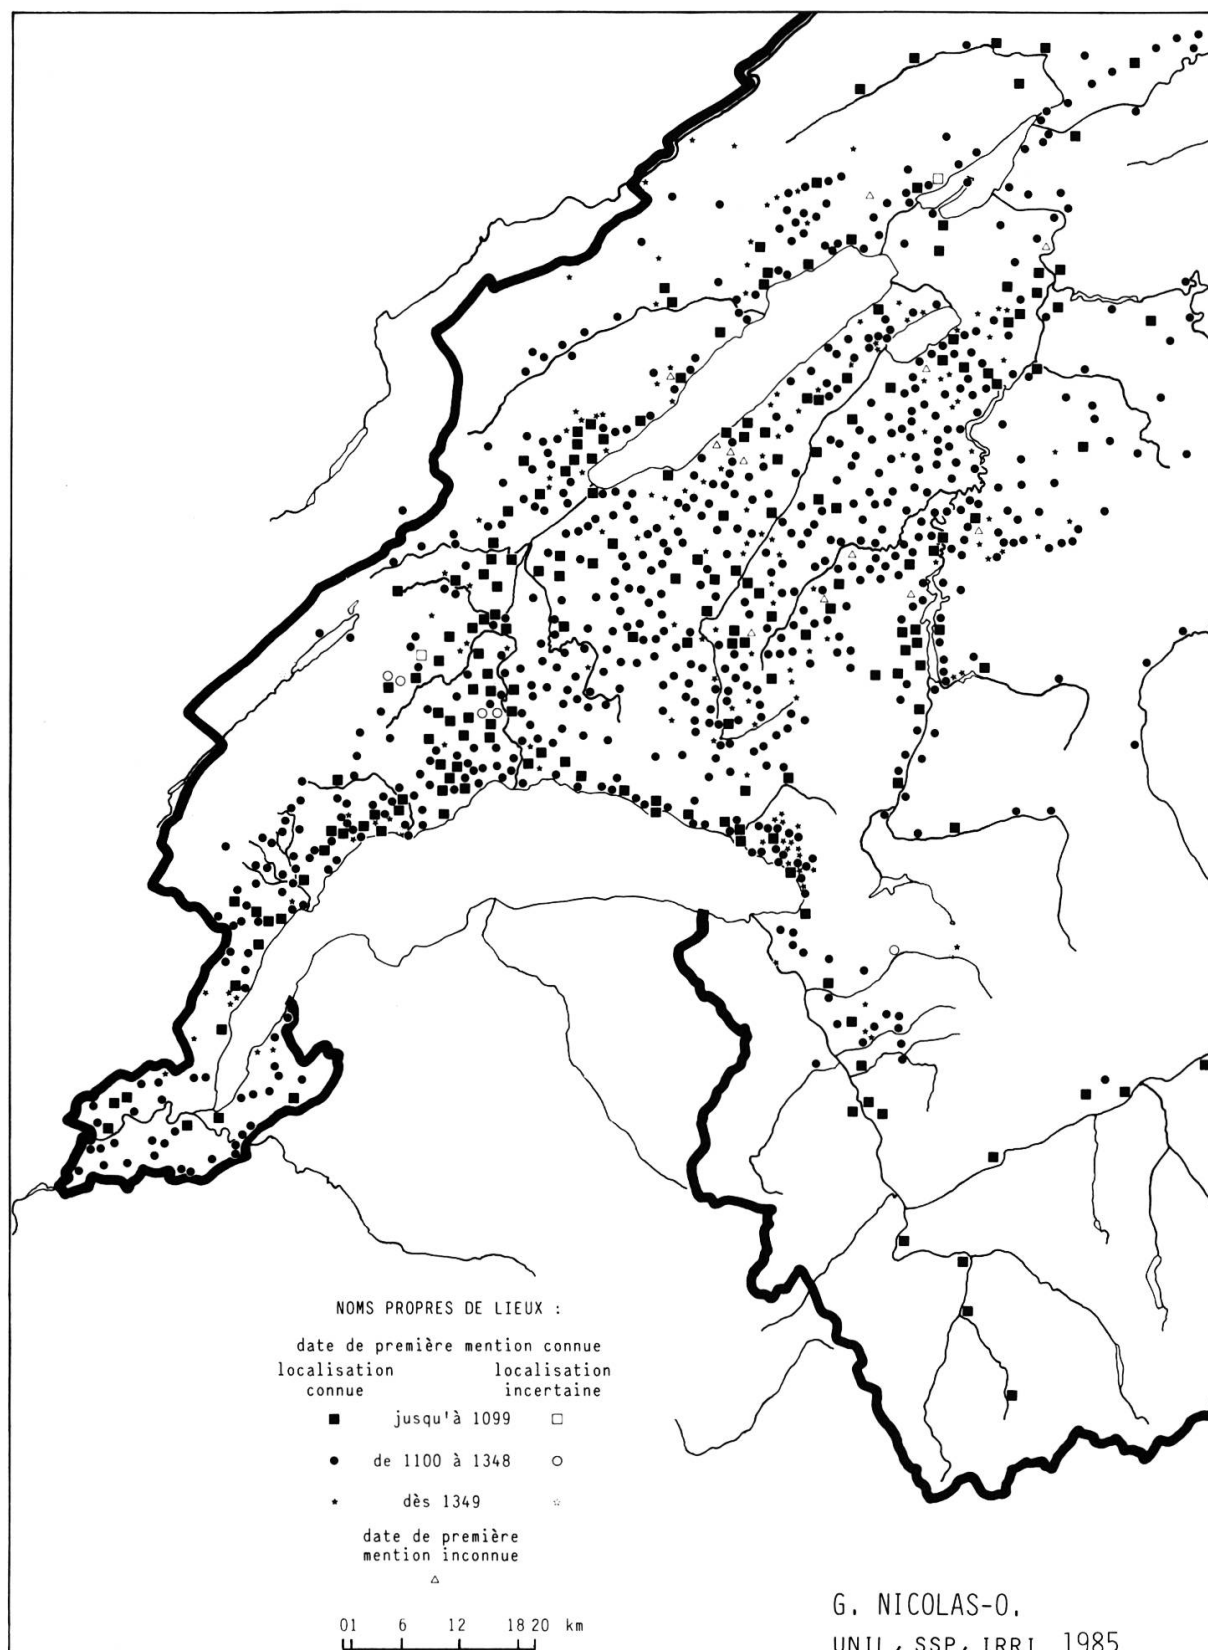 NOMS PROPRES DE LIEUX :
date de première mention connue
localisation connue
localisation incertaine
■ jusqu'à 1099 □
● de 1100 à 1348 ○
★ dès 1349 ☆
date de première
mention inconnue
△
01 6 12 18 20 km
G. NICOLAS-O.
UNIL, SSP, IRRI 1985